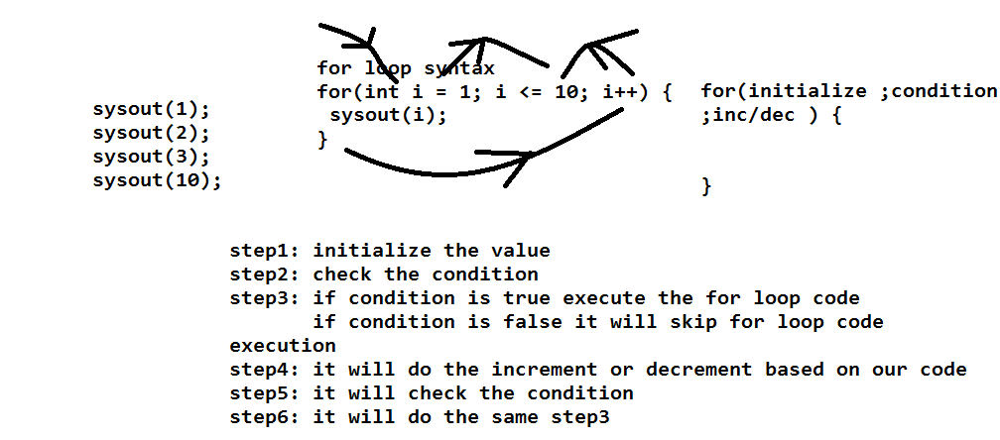 sysout(1);
sysout(2);
sysout(3);
sysout(10);
for loop syntax
for(int i = 1; i <= 10; i++) {
sysout(i);
}
for(initialize ;condition
;inc/dec ) {
}
step1: initialize the value
step2: check the condition
step3: if condition is true execute the for loop code
if condition is false it will skip for loop code
execution
step4: it will do the increment or decrement based on our code
step5: it will check the condition
step6: it will do the same step3